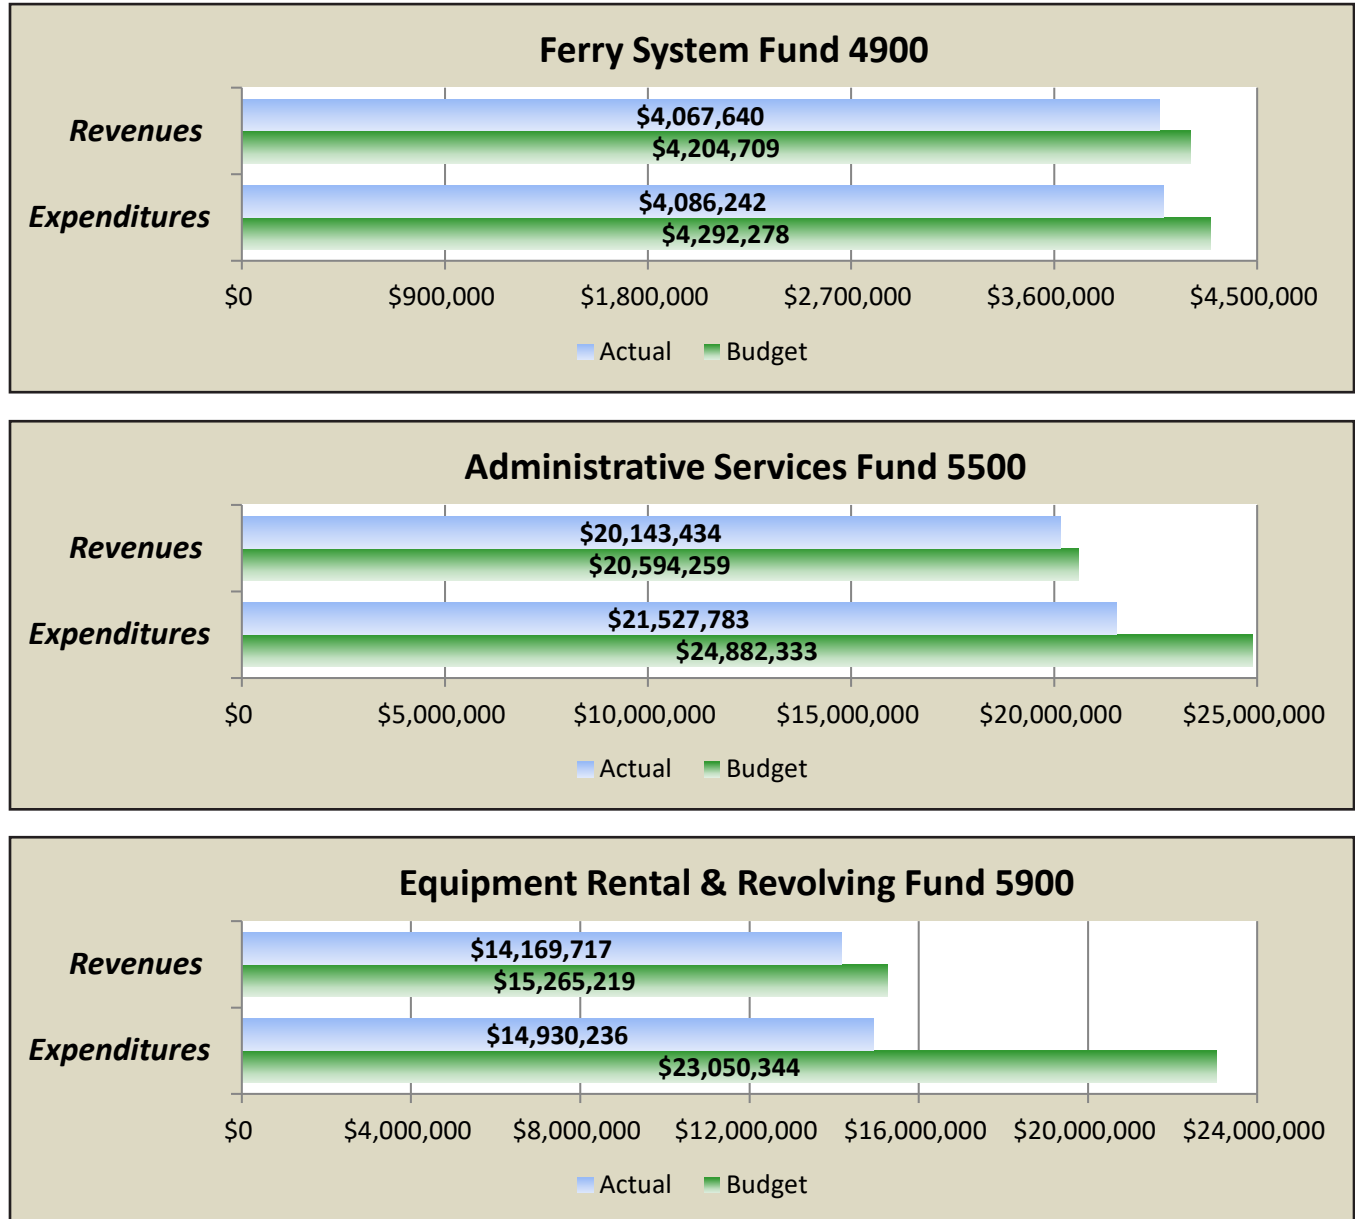 Ferry System Fund 4900
Revenues
$4,067,640
$4,204,709
Expenditures
$4,086,242
$4,292,278
$0 $900,000 $1,800,000 $2,700,000 $3,600,000 $4,500,000
Actual Budget
Administrative Services Fund 5500
Revenues
$20,143,434
$20,594,259
Expenditures
$21,527,783
$24,882,333
$0 $5,000,000 $10,000,000 $15,000,000 $20,000,000 $25,000,000
Actual Budget
Equipment Rental & Revolving Fund 5900
Revenues
$14,169,717
$15,265,219
Expenditures
$14,930,236
$23,050,344
$0 $4,000,000 $8,000,000 $12,000,000 $16,000,000 $20,000,000 $24,000,000
Actual Budget